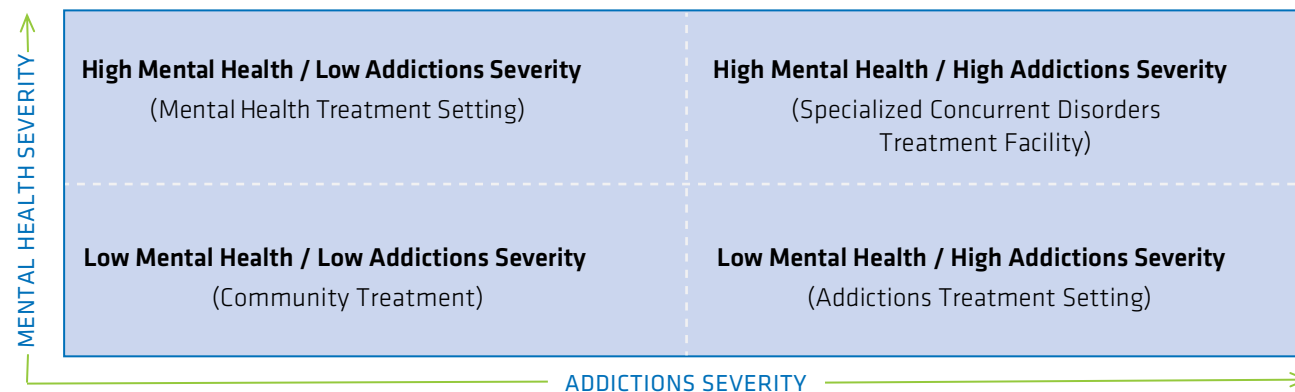 MENTAL HEALTH SEVERITY
High Mental Health / Low Addictions Severity
(Mental Health Treatment Setting)
High Mental Health / High Addictions Severity
(Specialized Concurrent Disorders
Treatment Facility)
Low Mental Health / Low Addictions Severity
(Community Treatment)
Low Mental Health / High Addictions Severity
(Addictions Treatment Setting)
ADDICTIONS SEVERITY